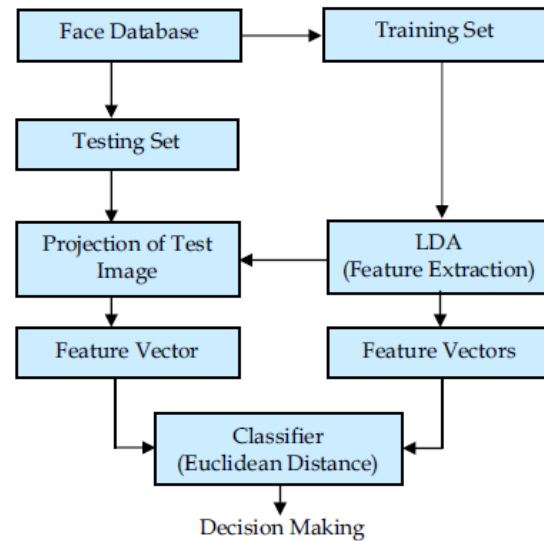 Face Database
Training Set
Testing Set
Projection of Test
Image
LDA
(Feature Extraction)
Feature Vector
Feature Vectors
Classifier
(Euclidean Distance)
Decision Making